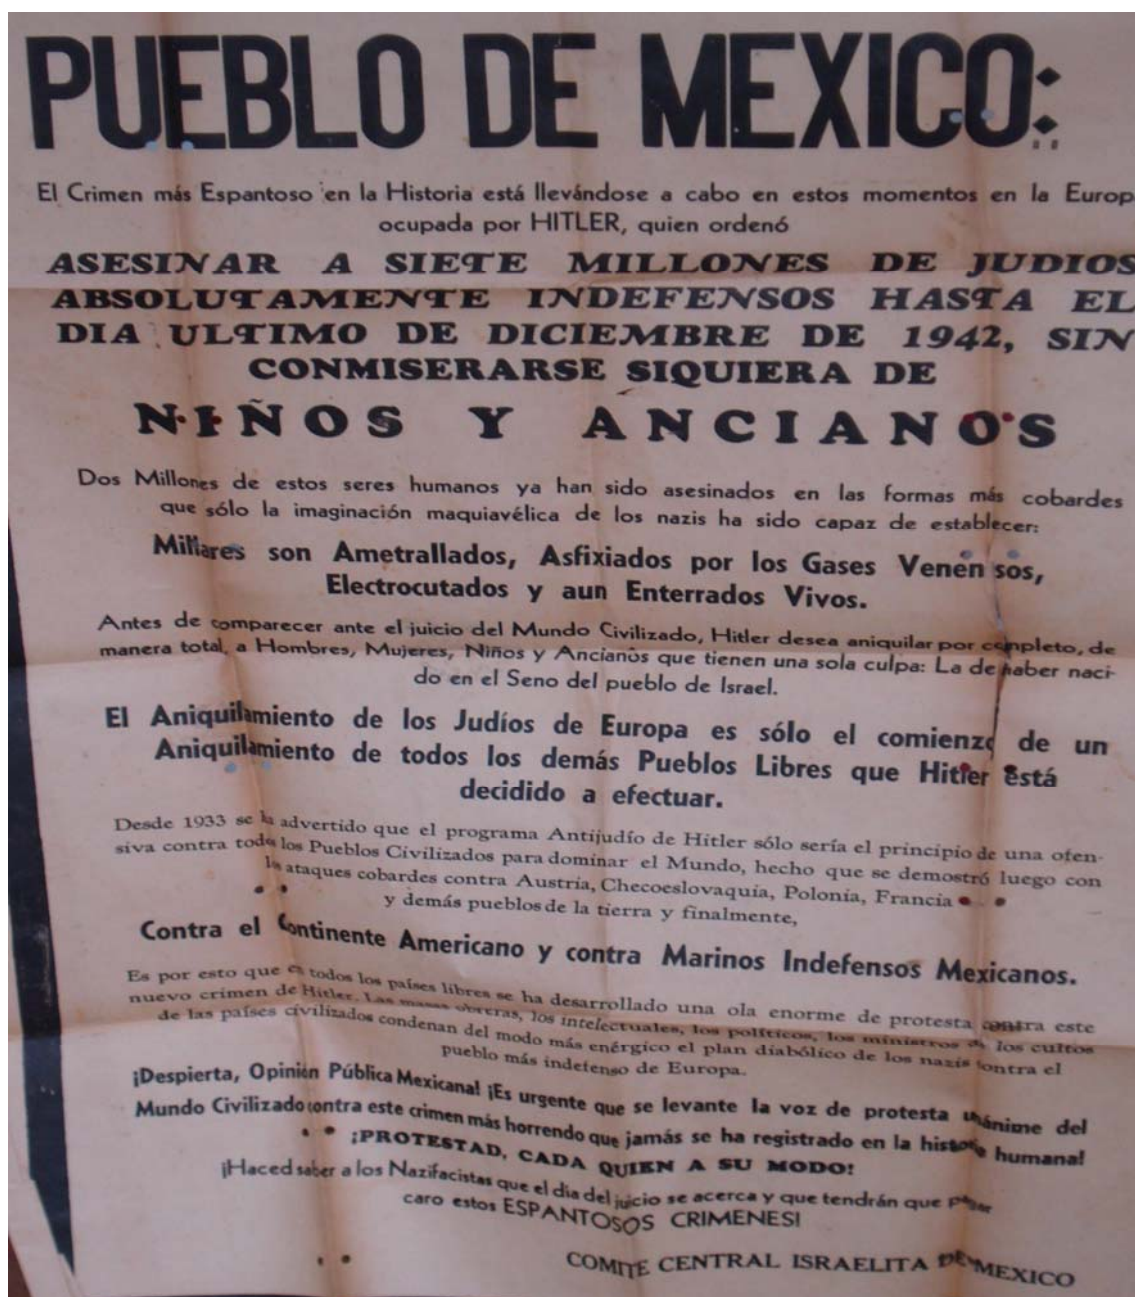 PUEBLO DE MEXICO:
El Crimen más Espantoso en la Historia está llevándose a cabo en estos momentos en la Europ
ocupada por HITLER, quien ordenó
ASESINAR A SIETE MILLONES DE JUDIOS
ABSOLUTAMENTE INDEFENSOS HASTA EL
DIA ULTIMO DE DICIEMBRE DE 1942, SIN
CONMISERARSE SIQUIERA DE
NIÑOS Y ANCIANOS
Dos Millones de estos seres humanos ya han sido asesinados en las formas más cobardes
que sólo la imaginación maquiavélica de los nazis ha sido capaz de establecer:
Millares son Ametrallados, Asfixiados por los Gases Venen sos,
Electrocutados y aun Enterrados Vivos.
Antes de comparecer ante el juicio del Mundo Civilizado, Hitler desea aniquilar por completo, de
manera total, a Hombres, Mujeres, Niños y Ancianos que tienen una sola culpa: La de haber naci-
do en el Seno del pueblo de Israel.
El Aniquilamiento de los Judíos de Europa es sólo el comienzo de un
Aniquilamiento de todos los demás Pueblos Libres que Hitler está
decidido a efectuar.
Desde 1933 se ha advertido que el programa Antijudío de Hitler sólo sería el principio de una ofen-
siva contra todos los Pueblos Civilizados para dominar el Mundo, hecho que se demostró luego con
los ataques cobardes contra Austria, Checoeslovaquia, Polonia, Francia
y demás pueblos de la tierra y finalmente,
Contra el Continente Americano y contra Marinos Indefensos Mexicanos.
Es por esto que en todos los países libres se ha desarrollado una ola enorme de protesta contra este
nuevo crimen de Hitler. Las masas obreras, los intelectuales, los políticos, los ministros de los cultos
de las países civilizados condenan del modo más enérgico el plan diabólico de los nazis contra el
pueblo más indefenso de Europa.
¡Despierta, Opinión Pública Mexicana! ¡Es urgente que se levante la voz de protesta unánime del
Mundo Civilizado contra este crimen más horrendo que jamás se ha registrado en la historia humana!
¡PROTESTAD, CADA QUIEN A SU MODO!
¡Haced saber a los Nazifacistas que el día del juicio se acerca y que tendrán que pagar
caro estos ESPANTOSOS CRIMENES!
COMITE CENTRAL ISRAELITA DE MEXICO